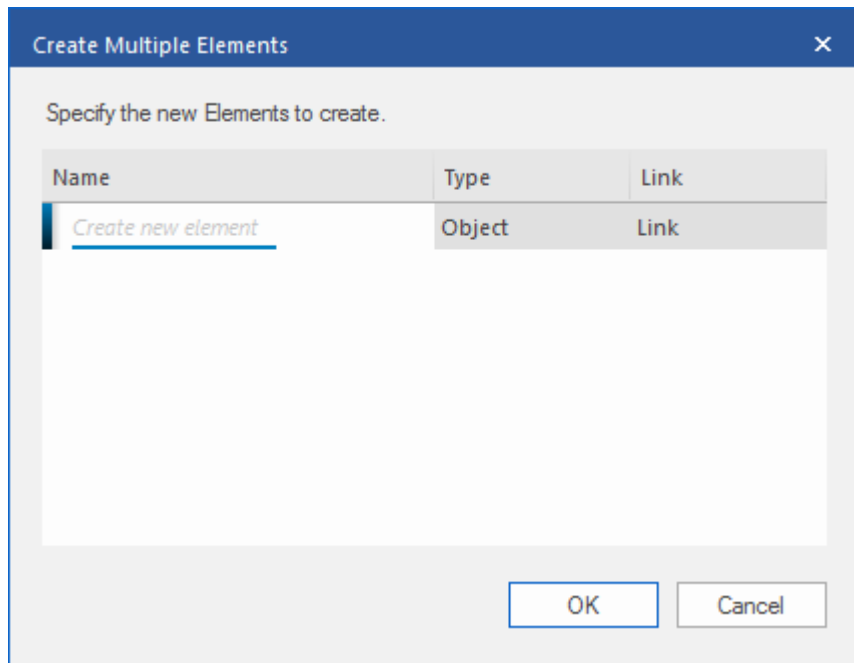 Create Multiple Elements
Specify the new Elements to create.
Name Type Link
Create new element Object Link
OK Cancel